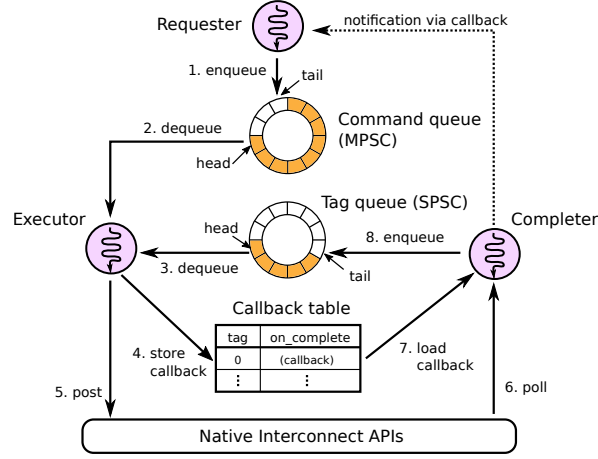 Requester
notification via callback
1. enqueue
tail
2. dequeue
Command queue
(MPSC)
head
Tag queue (SPSC)
Executor
Completer
head
8. enqueue
3. dequeue
tail
Callback table
tag on_complete
0 (callback)
4. store
callback
7. load
callback
5. post
6. poll
Native Interconnect APIs